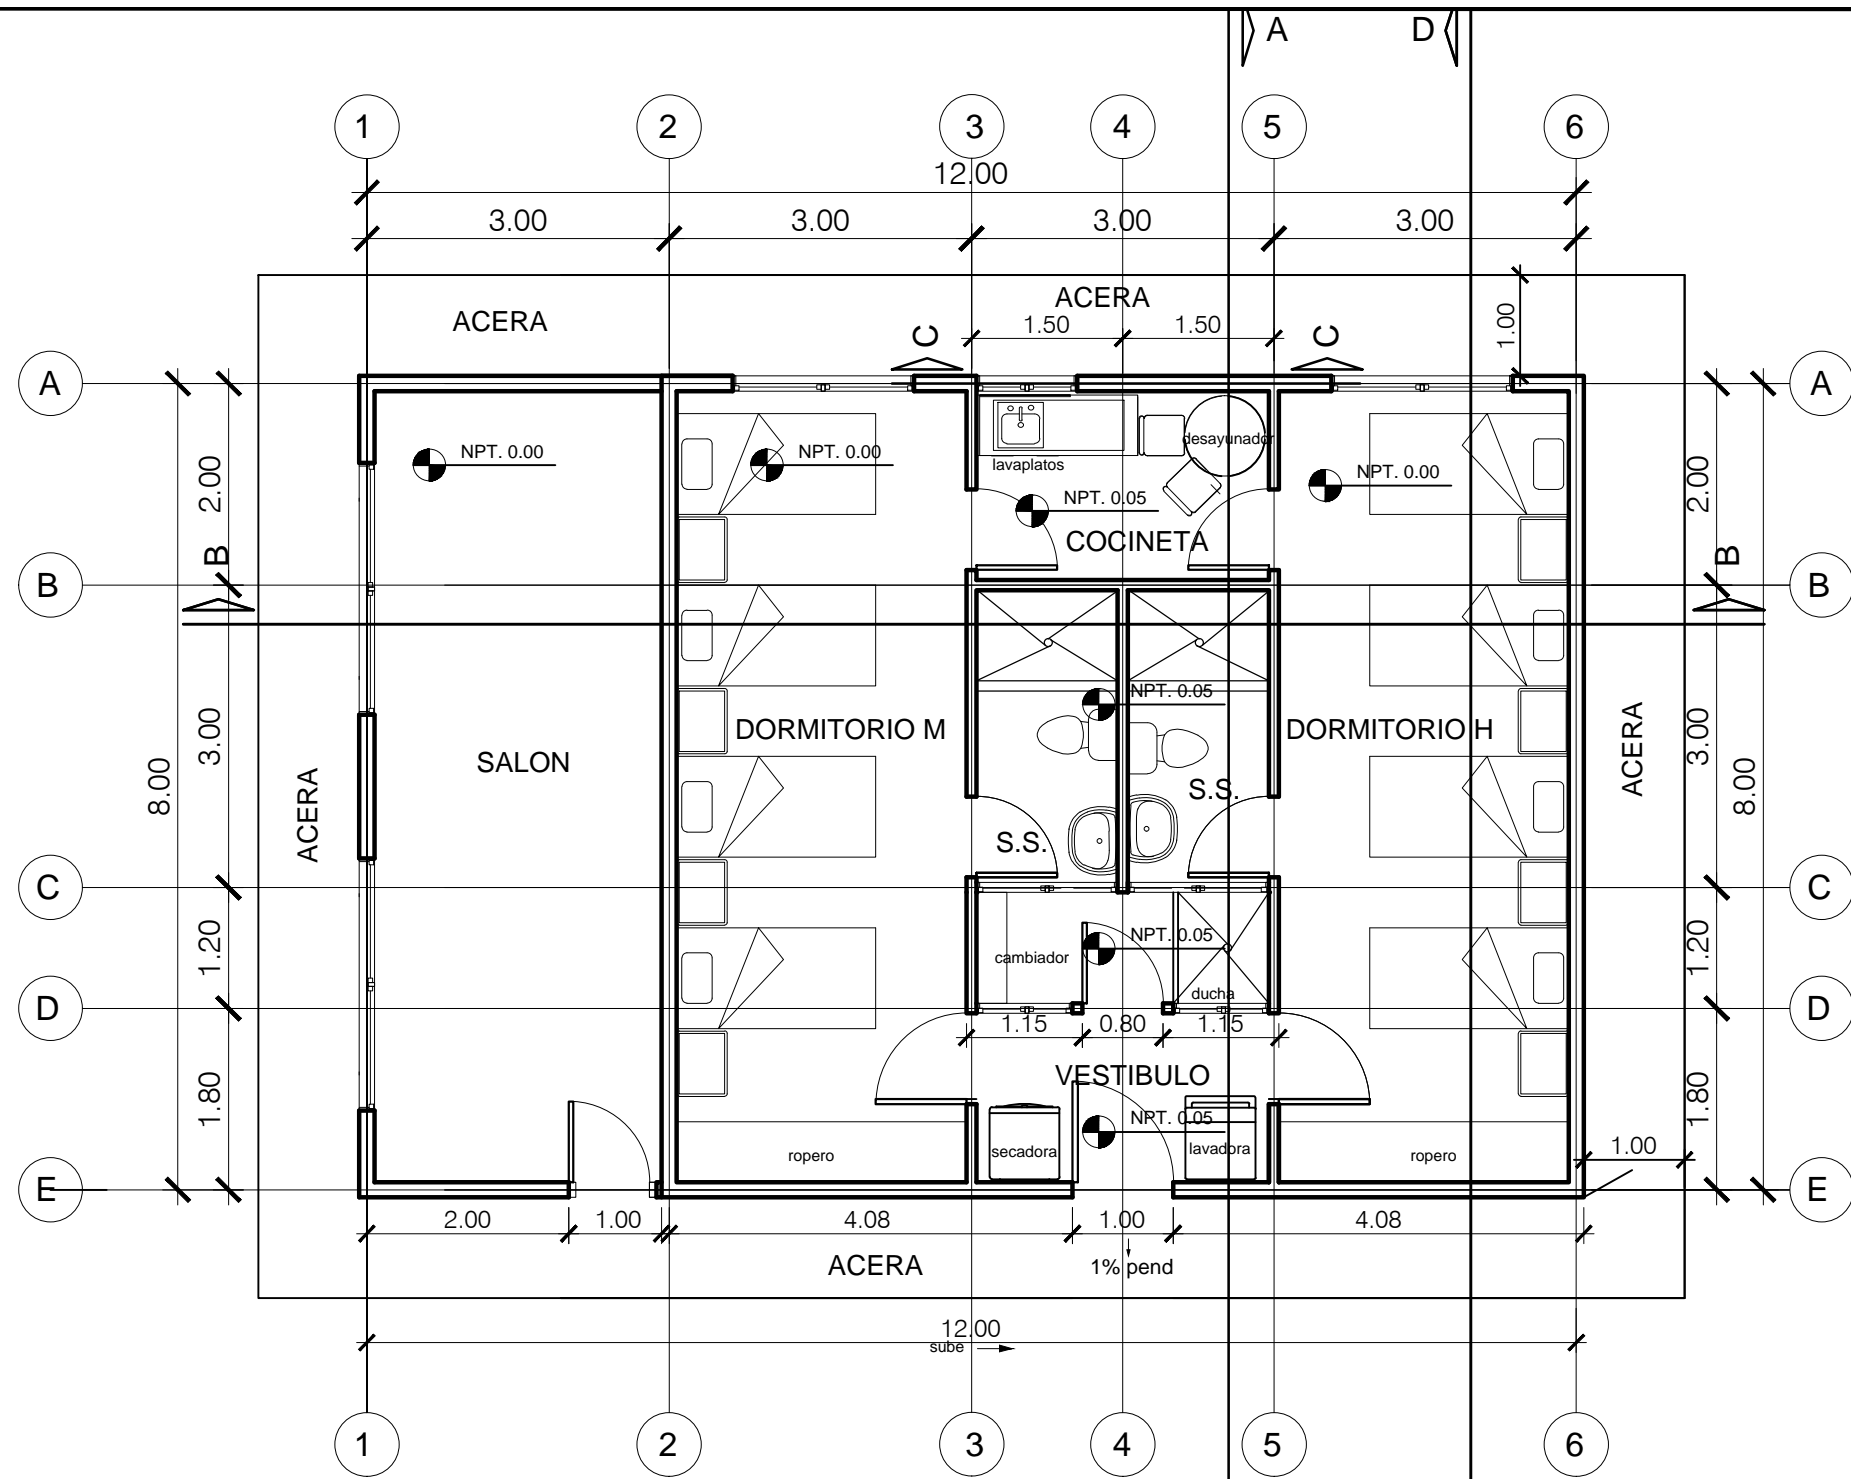 A D
1 2 3 4 5 6
12.00
3.00 3.00 3.00 3.00
ACERA
ACERA
1.50 1.50
1.00
C C
A A
desayunador
lavaplatos
NPT. 0.00 NPT. 0.00 NPT. 0.00
NPT. 0.05
2.00 2.00
COCINETA
B B
B B
NPT. 0.05
DORMITORIO M DORMITORIO H
3.00 3.00
ACERA
SALON
8.00 8.00
S.S.
ACERA
S.S.
C C
NPT. 0.05
1.20 1.20
cambiador
ducha
D D
1.15 0.80 1.15
VESTIBULO
1.80 1.80
NPT. 0.05
ropero secadora lavadora ropero
1.00
E E
2.00 1.00 4.08 1.00 4.08
ACERA
1% pend
12.00
sube
1 2 3 4 5 6